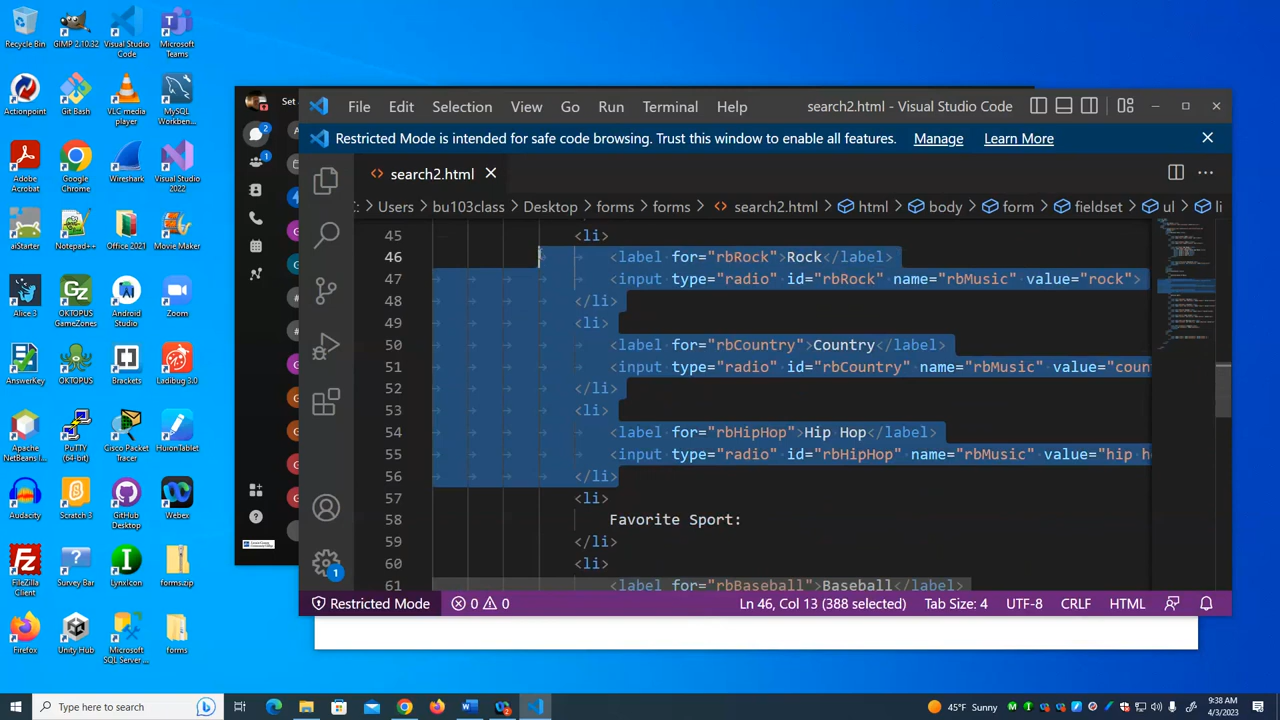 Recycle Bin
GIMP 2.10.32
Visual Studio
Code
Microsoft
Teams
Actionpoint
Git Bash
VLC media
player
MySQL
Workben...
Adobe
Acrobat
Google
Chrome
Wireshark
Visual Studio
2022
aiStarter
Notepad++
Office 2021
Movie Maker
Alice 3
OKTOPUS
GameZones
Android
Studio
Zoom
AnswerKey
OKTOPUS
Brackets
Ladibug 3.0
Apache
NetBeans I...
PuTTY
(64-bit)
Cisco Packet
Tracer
HuionTablet
Audacity
Scratch 3
GitHub
Desktop
Webex
FileZilla
Client
Survey Bar
LynxIcon
formszip
Firefox
Unity Hub
Microsoft
SQL Server ...
forms
Set
2
1
File Edit Selection View Go Run Terminal Help search2.html - Visual Studio Code
Restricted Mode is intended for safe code browsing. Trust this window to enable all features. Manage Learn More
search2.html
C: Users bu103class Desktop forms forms search2.html html body form fieldset ul li
45 <li>
46 <label for="rbRock">Rock</label>
47 <input type="radio" id="rbRock" name="rbMusic" value="rock">
48 </li>
49 <li>
50 <label for="rbCountry">Country</label>
51 <input type="radio" id="rbCountry" name="rbMusic" value="coun
52 </li>
53 <li>
54 <label for="rbHipHop">Hip Hop</label>
55 <input type="radio" id="rbHipHop" name="rbMusic" value="hip h
56 </li>
57 <li>
58 Favorite Sport:
59 </li>
60 <li>
61 <label for="rbBaseball">Baseball</label>
1
Restricted Mode 0 0 Ln 46, Col 13 (388 selected) Tab Size: 4 UTF-8 CRLF HTML
Type here to search
45°F Sunny
9:38 AM
4/3/2023